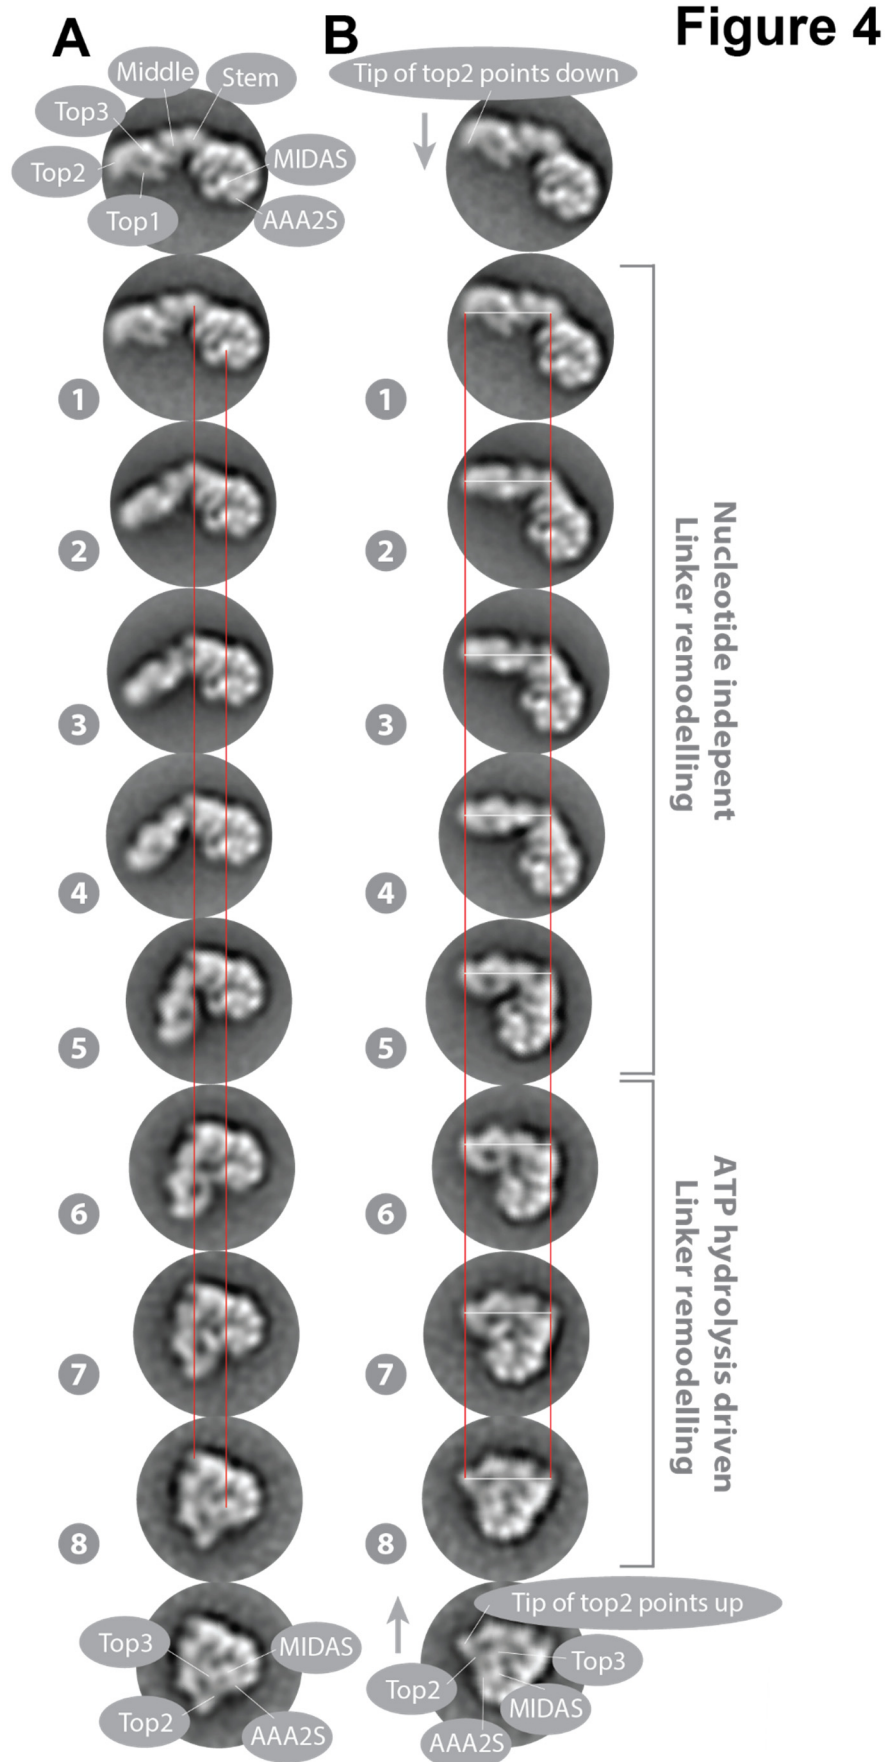 Figure 4
A
B
Middle
Stem
Top3
Top2
Top1
MIDAS
AAA2S
Tip of top2 points down
1
1
2
2
3
3
4
4
5
5
6
6
7
7
8
8
Nucleotide indepent
Linker remodelling
ATP hydrolysis driven
Linker remodelling
Top3
MIDAS
Top2
AAA2S
Tip of top2 points up
Top3
Top2
MIDAS
AAA2S